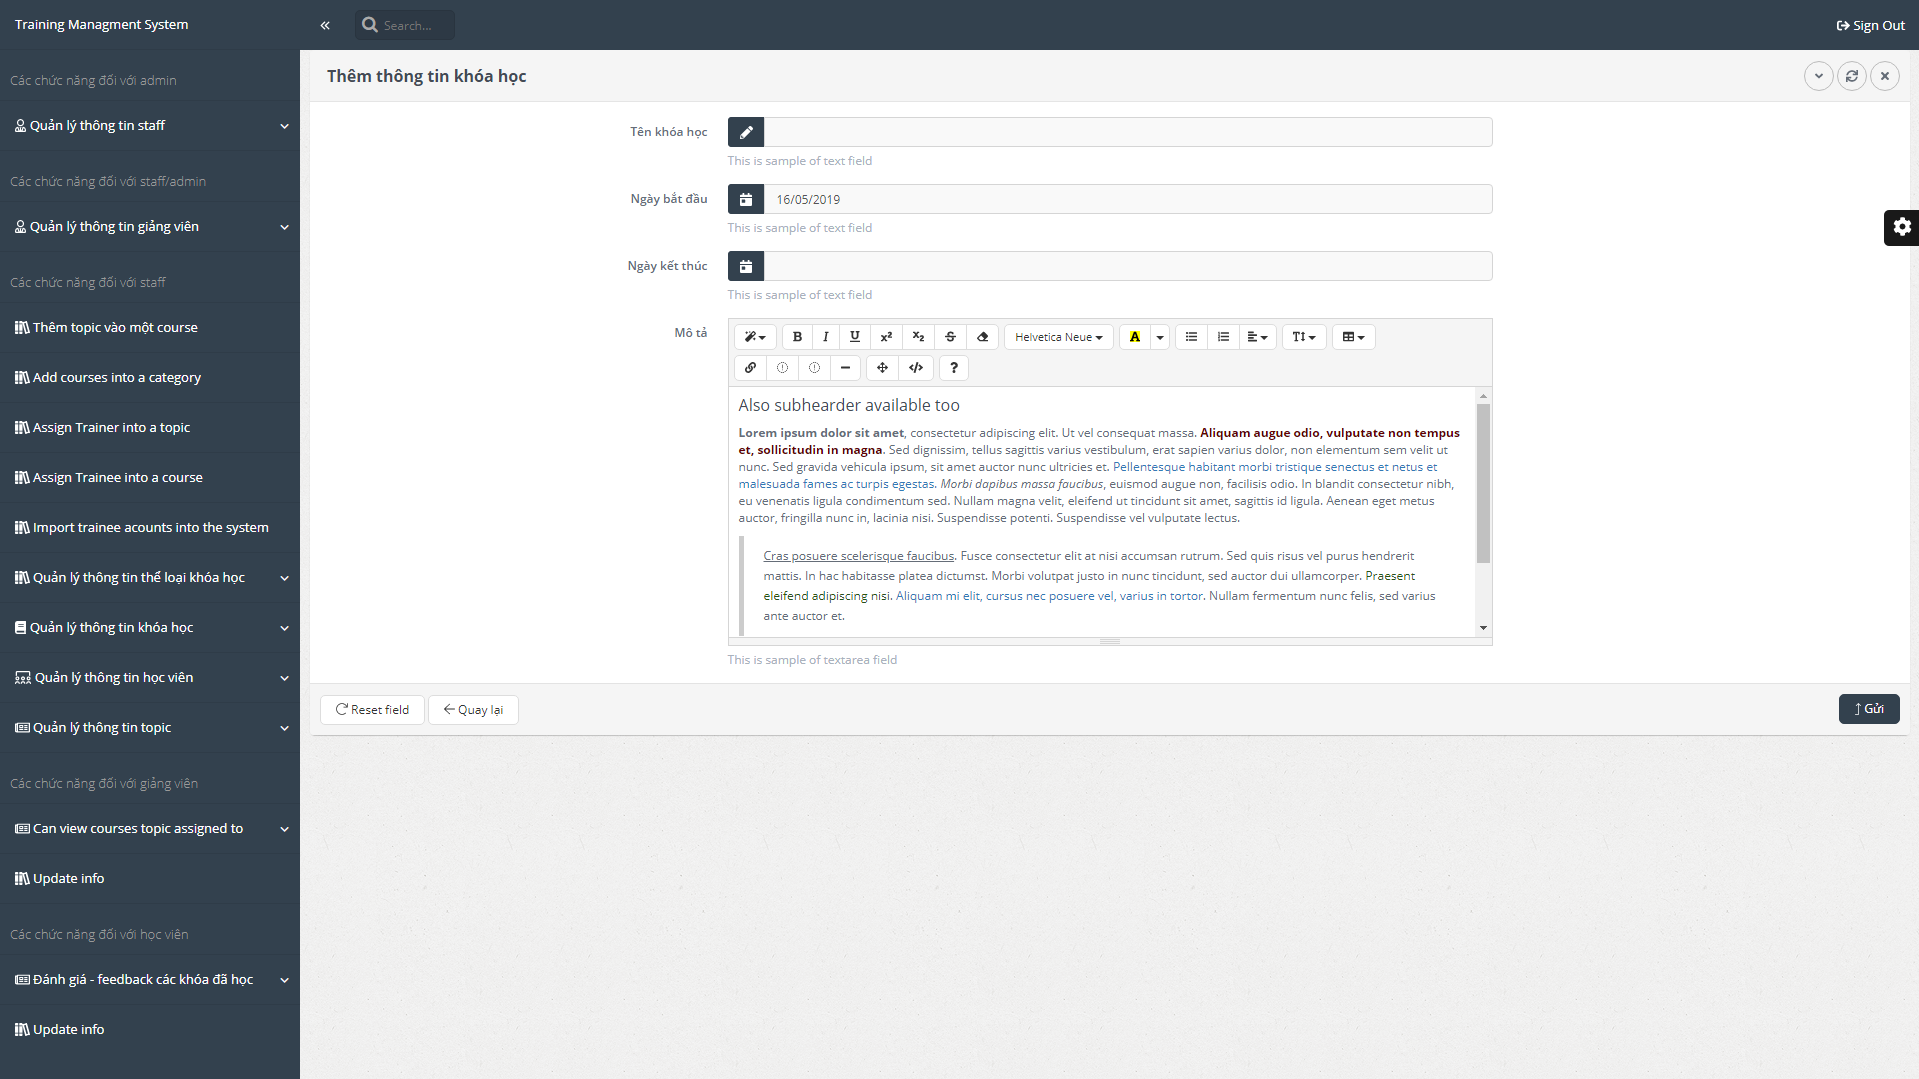 Training Managment System
Search...
Sign Out
Các chức năng đối với admin
Quản lý thông tin staff
Các chức năng đối với staff/admin
Quản lý thông tin giảng viên
Các chức năng đối với staff
Thêm topic vào một course
Add courses into a category
Assign Trainer into a topic
Assign Trainee into a course
Import trainee acounts into the system
Quản lý thông tin thể loại khóa học
Quản lý thông tin khóa học
Quản lý thông tin học viên
Quản lý thông tin topic
Các chức năng đối với giảng viên
Can view courses topic assigned to
Update info
Các chức năng đối với học viên
Đánh giá - feedback các khóa đã học
Update info
Thêm thông tin khóa học
Tên khóa học
This is sample of text field
Ngày bắt đầu
16/05/2019
This is sample of text field
Ngày kết thúc
This is sample of text field
Mô tả
B I U x² x₂ S Helvetica Neue A
?
Also subhearder available too
Lorem ipsum dolor sit amet, consectetur adipiscing elit. Ut vel consequat massa. Aliquam augue odio, vulputate non tempus
et, sollicitudin in magna. Sed dignissim, tellus sagittis varius vestibulum, erat sapien varius dolor, non elementum sem velit ut
nunc. Sed gravida vehicula ipsum, sit amet auctor nunc ultricies et. Pellentesque habitant morbi tristique senectus et netus et
malesuada fames ac turpis egestas. Morbi dapibus massa faucibus, euismod augue non, facilisis odio. In blandit consectetur nibh,
eu venenatis ligula condimentum sed. Nullam magna velit, eleifend ut tincidunt sit amet, sagittis id ligula. Aenean eget metus
auctor, fringilla nunc in, lacinia nisi. Suspendisse potenti. Suspendisse vel vulputate lectus.
Cras posuere scelerisque faucibus. Fusce consectetur elit at nisi accumsan rutrum. Sed quis risus vel purus hendrerit
mattis. In hac habitasse platea dictumst. Morbi volutpat justo in nunc tincidunt, sed auctor dui ullamcorper. Praesent
eleifend adipiscing nisi. Aliquam mi elit, cursus nec posuere vel, varius in tortor. Nullam fermentum nunc felis, sed varius
ante auctor et.
This is sample of textarea field
Reset field
Quay lại
Gửi